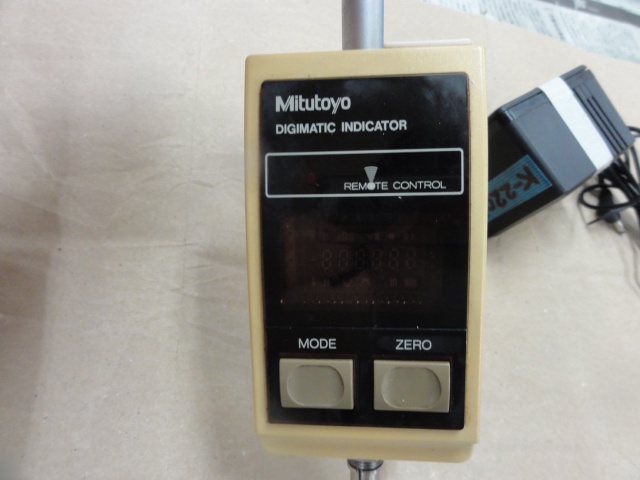 Mitutoyo
DIGIMATIC INDICATOR
REMOTE CONTROL
MODE ZERO